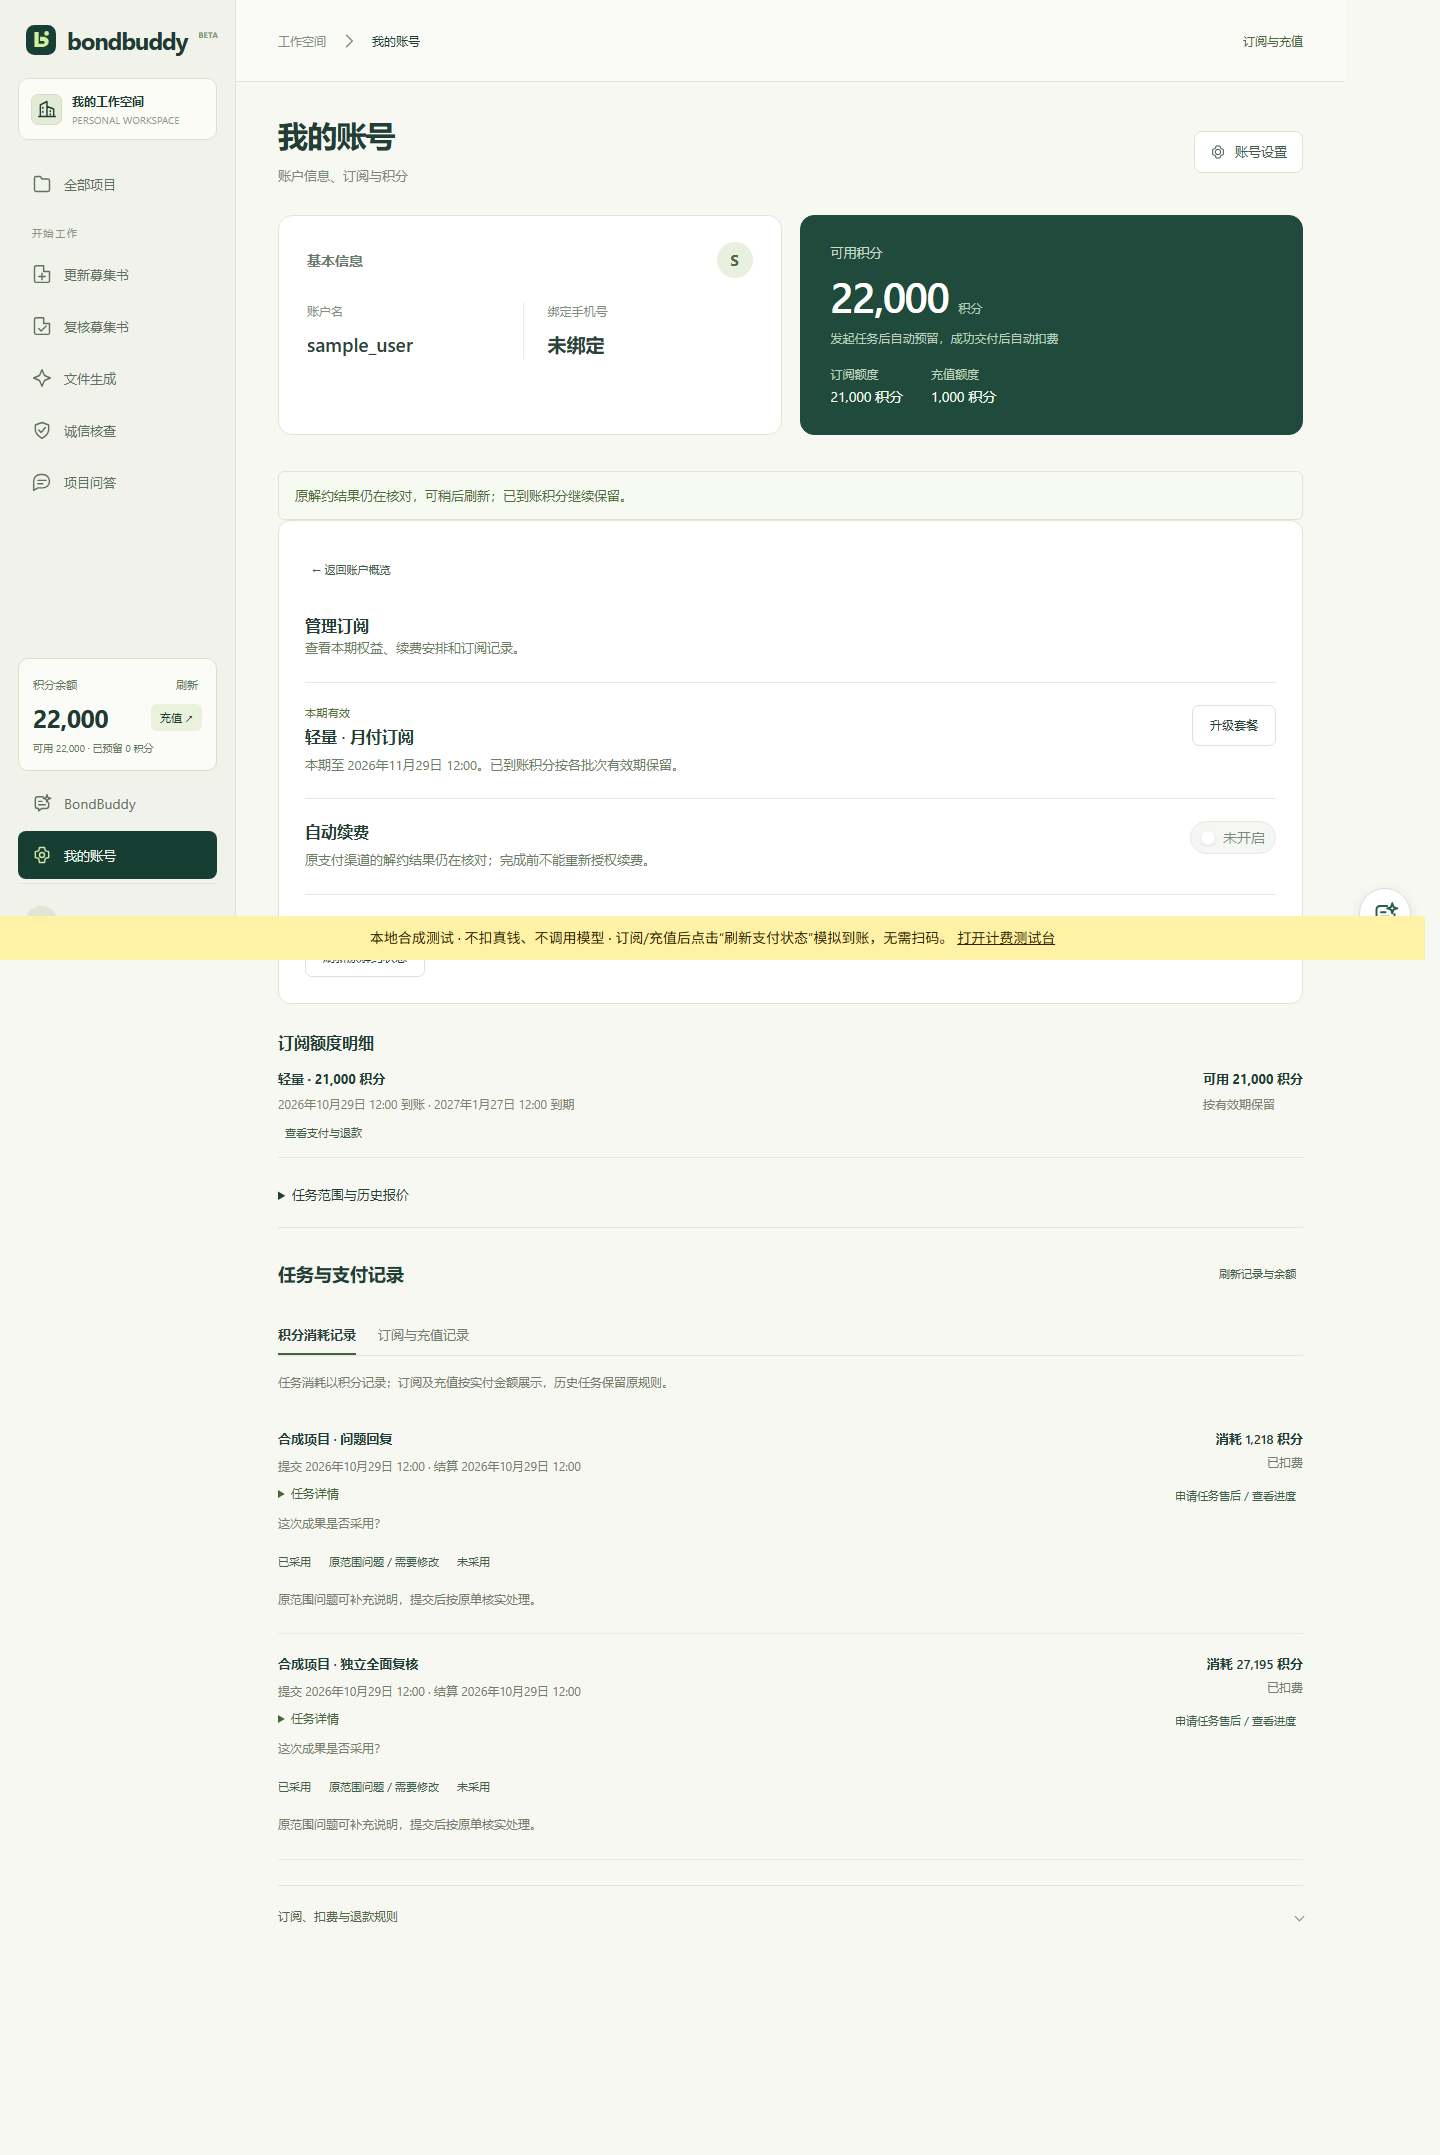 bondbuddy BETA
我的工作空间
PERSONAL WORKSPACE
全部项目
开始工作
更新募集书
复核募集书
文件生成
诚信核查
项目问答
积分余额 刷新
22,000 充值 ↗
可用 22,000 · 已预留 0 积分
BondBuddy
我的账号
工作空间 我的账号 订阅与充值
我的账号
账户信息、订阅与积分
账号设置
基本信息 S
账户名 绑定手机号
sample_user 未绑定
可用积分
22,000 积分
发起任务后自动预留，成功交付后自动扣费
订阅额度 充值额度
21,000 积分 1,000 积分
原解约结果仍在核对，可稍后刷新；已到账积分继续保留。
← 返回账户概览
管理订阅
查看本期权益、续费安排和订阅记录。
本期有效
轻量 · 月付订阅 升级套餐
本期至 2026年11月29日 12:00。已到账积分按各批次有效期保留。
自动续费 未开启
原支付渠道的解约结果仍在核对；完成前不能重新授权续费。
本地合成测试 · 不扣真钱、不调用模型 · 订阅/充值后点击“刷新支付状态”模拟到账，无需扫码。 打开计费测试台
订阅额度明细
轻量 · 21,000 积分 可用 21,000 积分
2026年10月29日 12:00 到账 · 2027年1月27日 12:00 到期 按有效期保留
查看支付与退款
▶ 任务范围与历史报价
任务与支付记录 刷新记录与余额
积分消耗记录 订阅与充值记录
任务消耗以积分记录；订阅及充值按实付金额展示，历史任务保留原规则。
合成项目 · 问题回复 消耗 1,218 积分
提交 2026年10月29日 12:00 · 结算 2026年10月29日 12:00 已扣费
▶ 任务详情 申请任务售后 / 查看进度
这次成果是否采用？
已采用 原范围问题 / 需要修改 未采用
原范围问题可补充说明，提交后按原单核实处理。
合成项目 · 独立全面复核 消耗 27,195 积分
提交 2026年10月29日 12:00 · 结算 2026年10月29日 12:00 已扣费
▶ 任务详情 申请任务售后 / 查看进度
这次成果是否采用？
已采用 原范围问题 / 需要修改 未采用
原范围问题可补充说明，提交后按原单核实处理。
订阅、扣费与退款规则